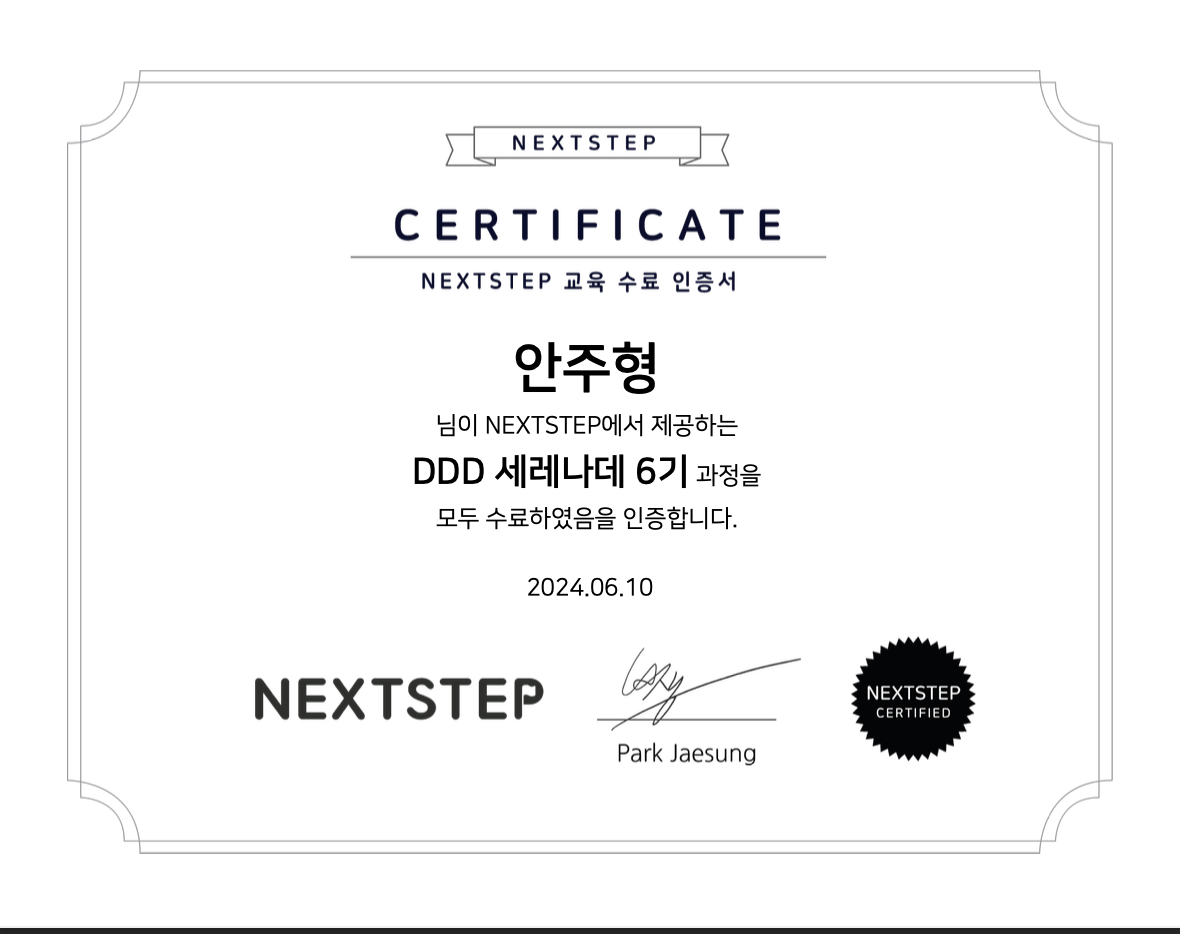 NEXTSTEP
CERTIFICATE
NEXTSTEP 교육 수료 인증서
안주형
님이 NEXTSTEP에서 제공하는
DDD 세레나데 6기 과정을
모두 수료하였음을 인증합니다.
2024.06.10
NEXTSTEP
Park Jaesung
NEXTSTEP
CERTIFIED